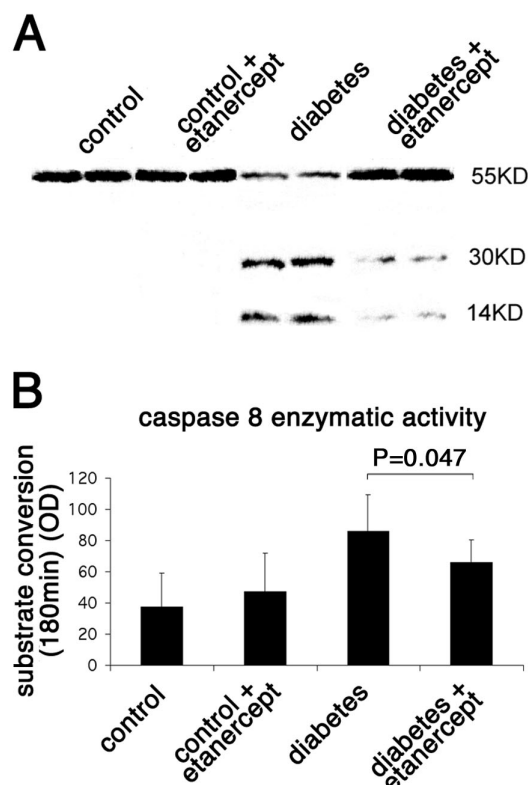 A
control
control +
etanercept
diabetes
diabetes +
etanercept
55KD
30KD
14KD
B
caspase 8 enzymatic activity
P=0.047
substrate conversion
(180min) (OD)
120
100
80
60
40
20
0
control
control +
etanercept
diabetes
diabetes +
etanercept